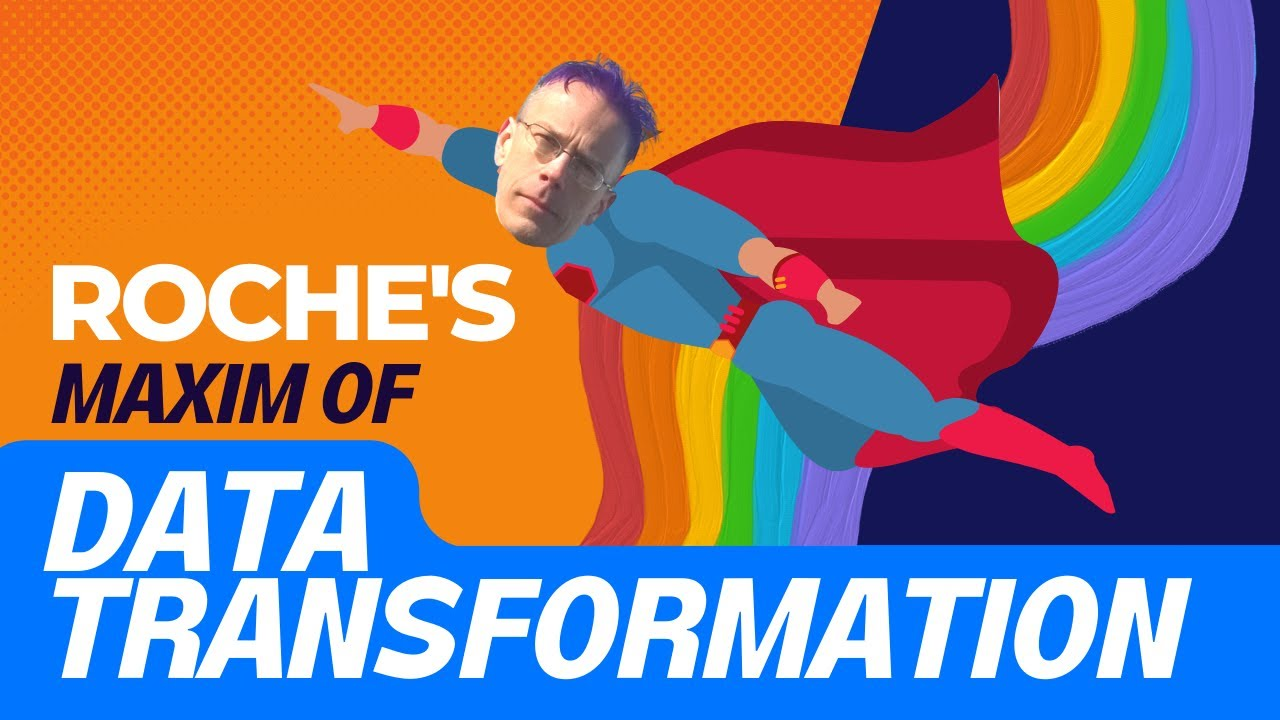 ROCHE'S
MAXIM OF
DATA
TRANSFORMATION